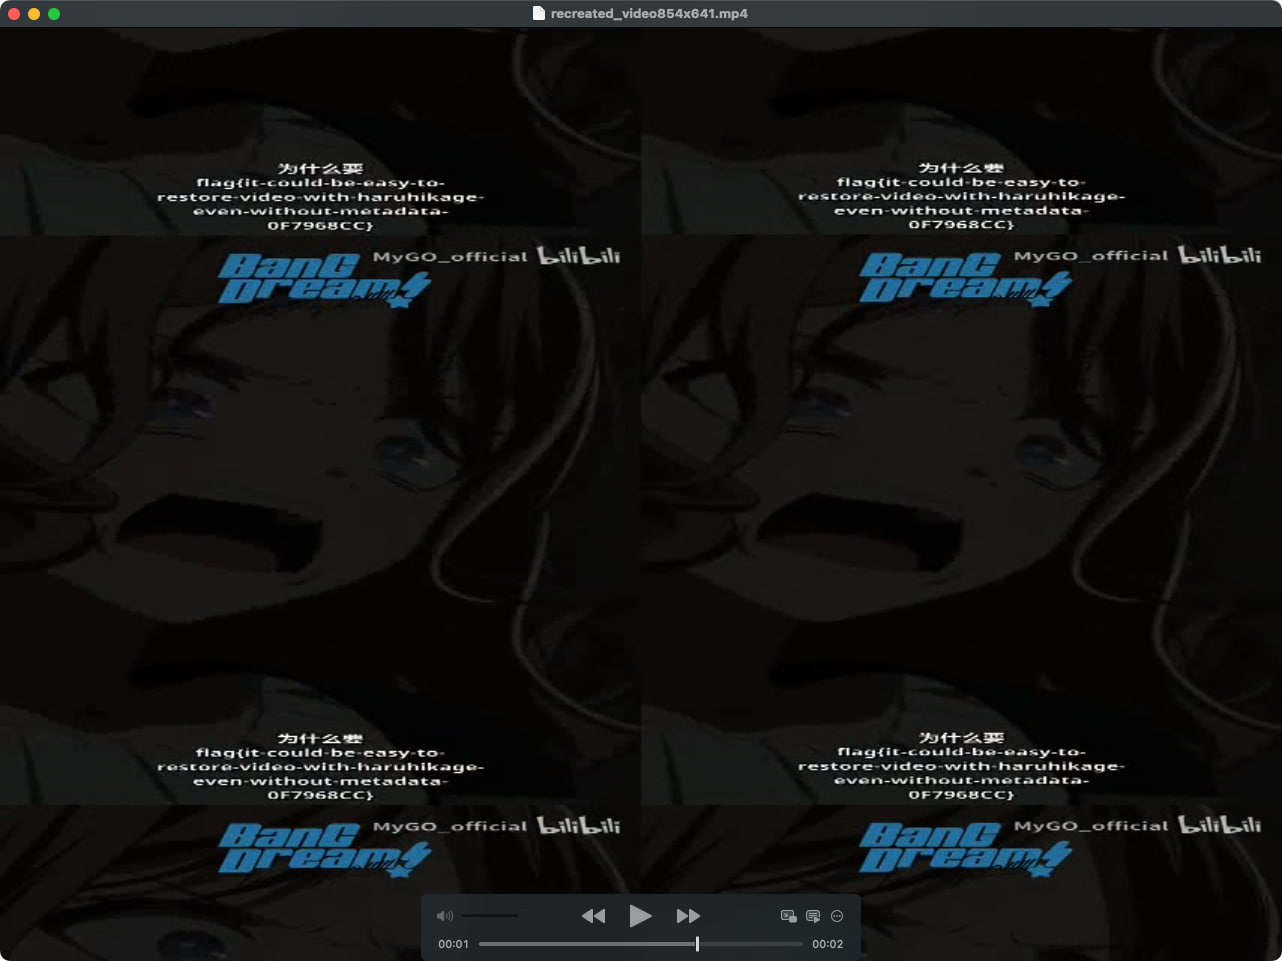 recreated_video854x641.mp4
为什么要
flag{it-could-be-easy-to-
restore-video-with-haruhikage-
even-without-metadata-
0F7968CC}
为什么要
flag{it-could-be-easy-to-
restore-video-with-haruhikage-
even-without-metadata-
0F7968CC}
BanG Dream! MyGO_official bilibili
BanG Dream! MyGO_official bilibili
为什么要
flag{it-could-be-easy-to-
restore-video-with-haruhikage-
even-without-metadata-
0F7968CC}
为什么要
flag{it-could-be-easy-to-
restore-video-with-haruhikage-
even-without-metadata-
0F7968CC}
BanG Dream! MyGO_official bilibili
BanG Dream! MyGO_official bilibili
00:01 00:02